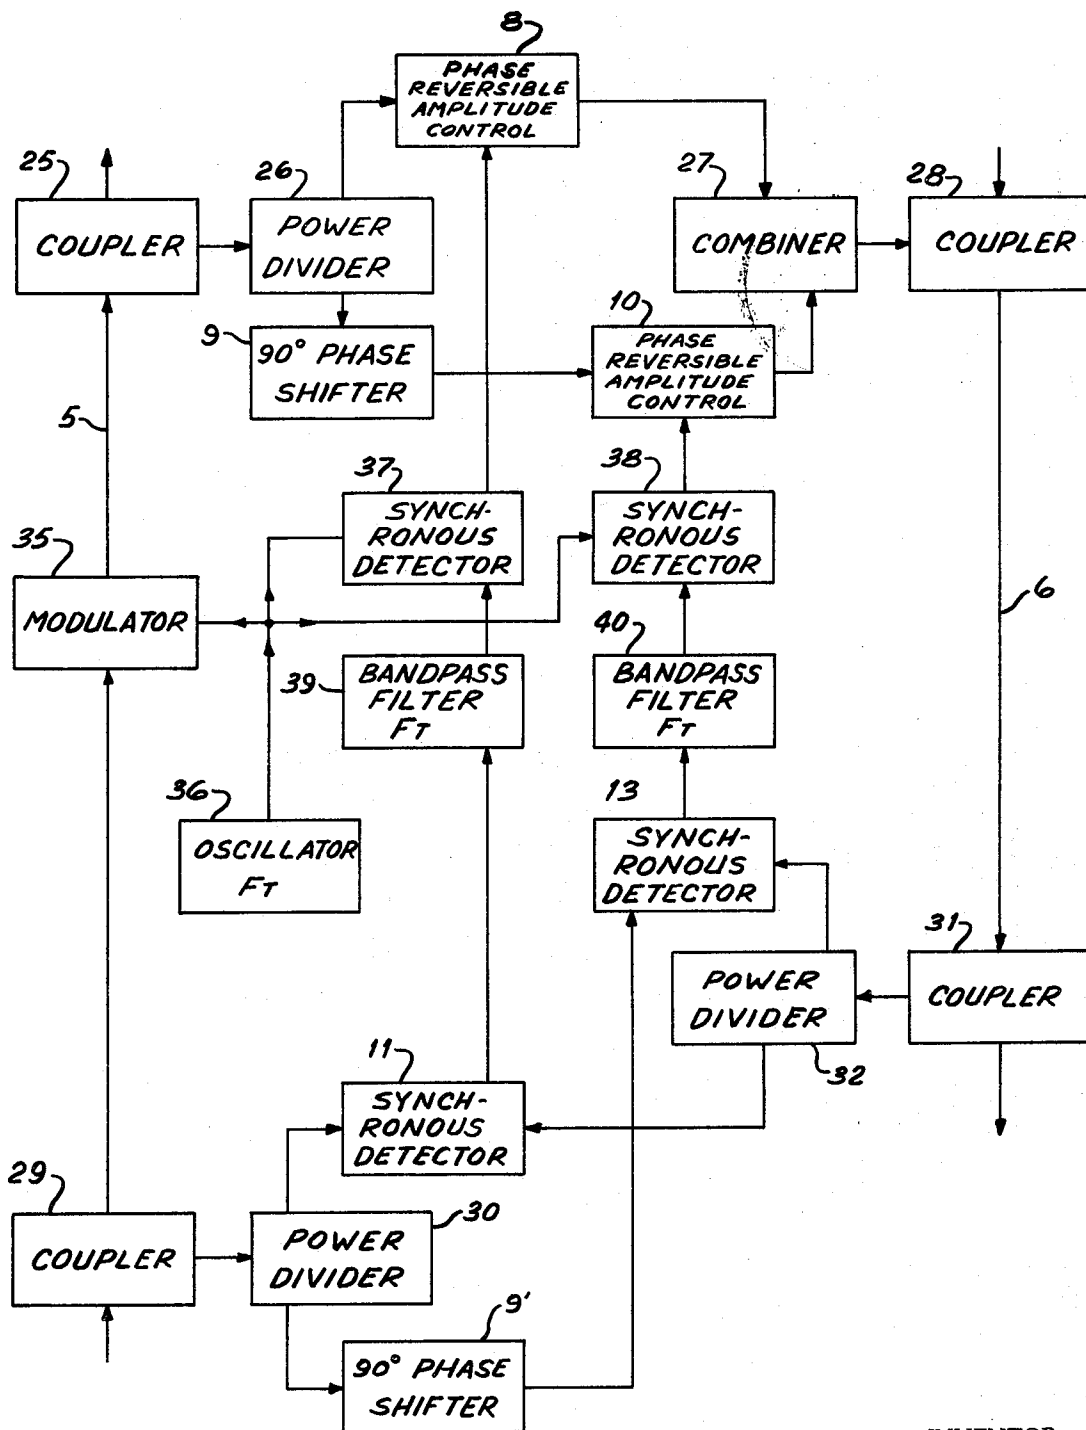 8
PHASE
REVERSIBLE
AMPLITUDE
CONTROL
25
COUPLER
26
POWER
DIVIDER
27
COMBINER
28
COUPLER
9
90° PHASE
SHIFTER
10
PHASE
REVERSIBLE
AMPLITUDE
CONTROL
5
37
SYNCH-
RONOUS
DETECTOR
38
SYNCH-
RONOUS
DETECTOR
35
MODULATOR
6
39
BANDPASS
FILTER
FT
40
BANDPASS
FILTER
FT
36
OSCILLATOR
FT
13
SYNCH-
RONOUS
DETECTOR
31
COUPLER
POWER
DIVIDER
32
11
SYNCH-
RONOUS
DETECTOR
29
COUPLER
30
POWER
DIVIDER
9'
90° PHASE
SHIFTER